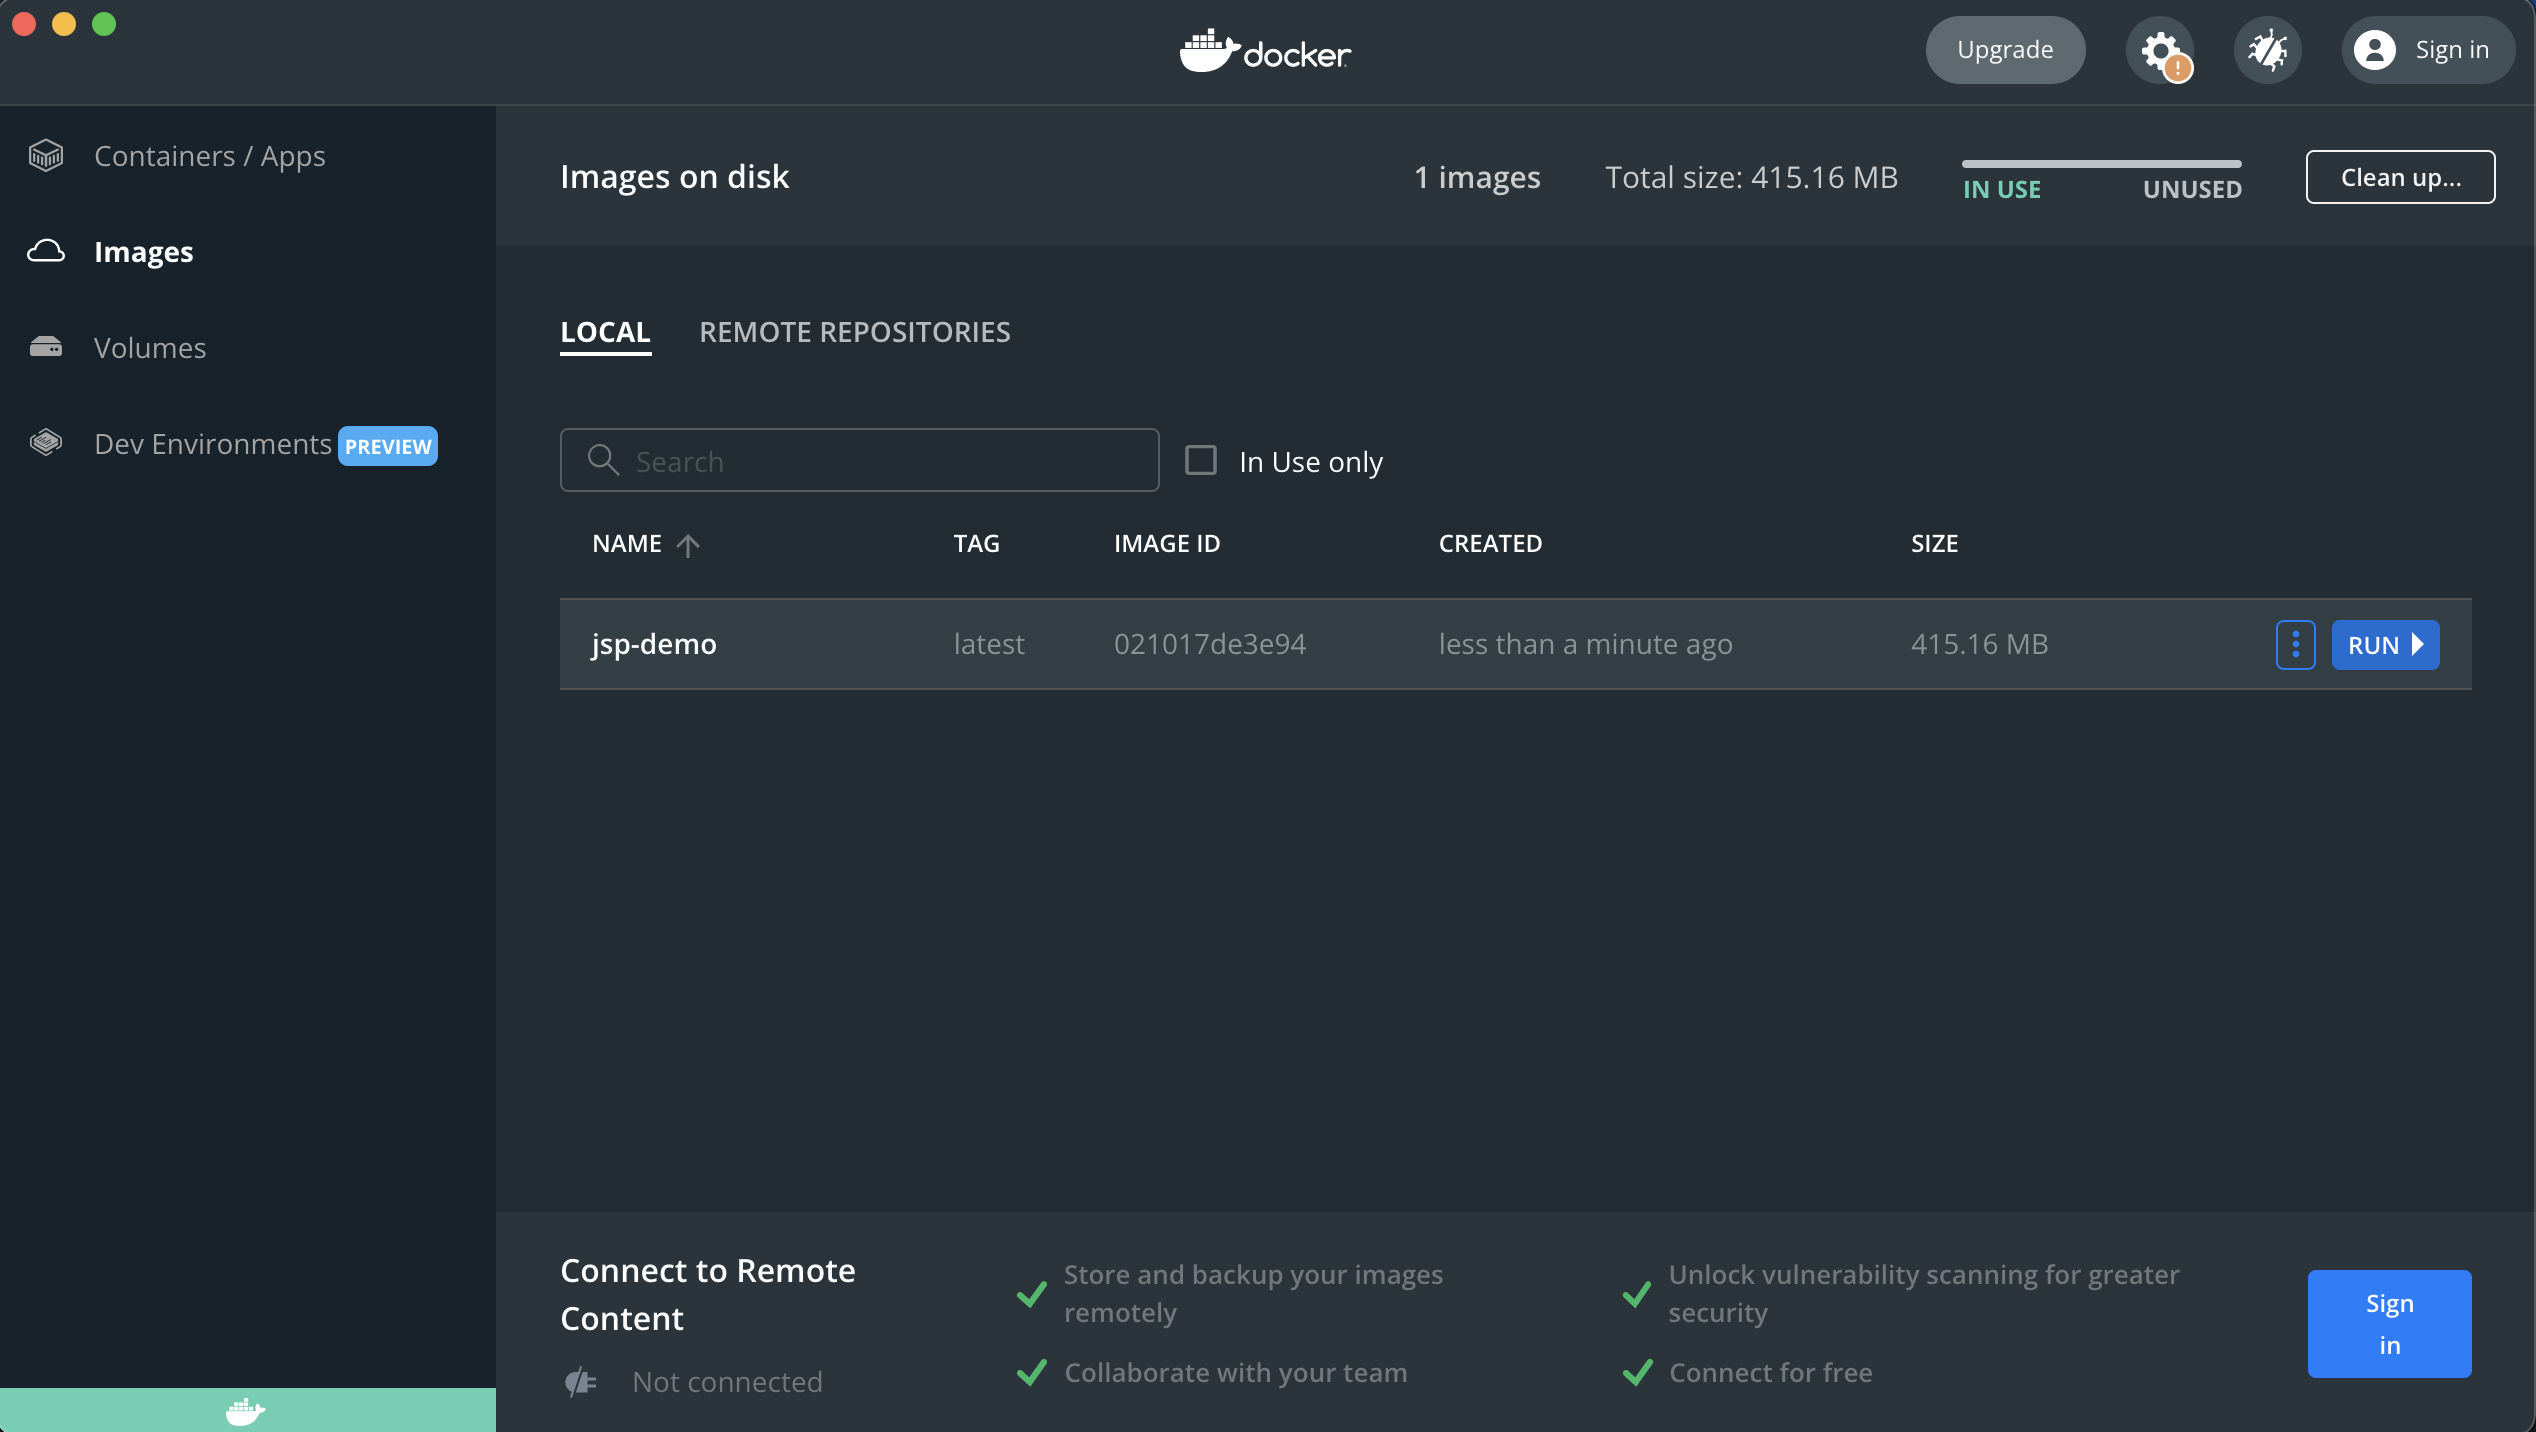 docker
Upgrade
!
Sign in
Containers / Apps
Images
Volumes
Dev Environments PREVIEW
Images on disk
1 images
Total size: 415.16 MB
IN USE
UNUSED
Clean up...
LOCAL
REMOTE REPOSITORIES
Search
In Use only
NAME TAG IMAGE ID CREATED SIZE
jsp-demo latest 021017de3e94 less than a minute ago 415.16 MB RUN
Connect to Remote
Content
Not connected
Store and backup your images
remotely
Collaborate with your team
Unlock vulnerability scanning for greater
security
Connect for free
Sign
in